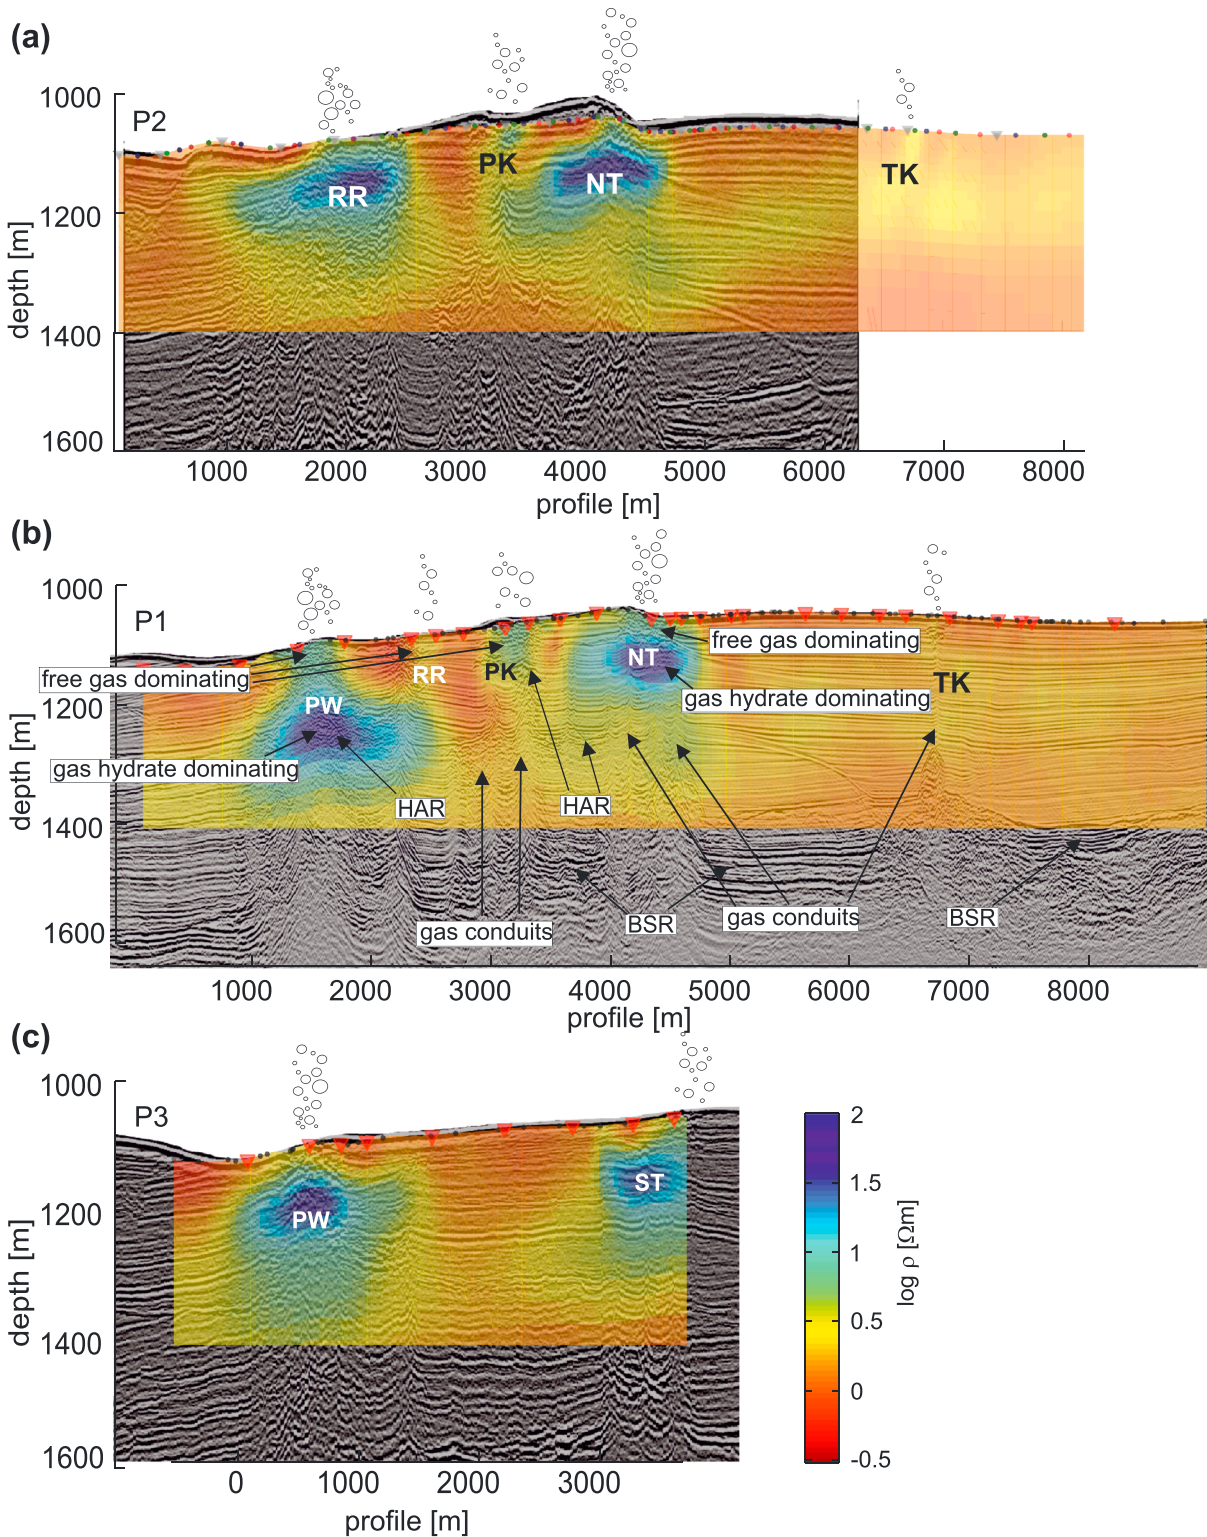 (a)
P2
1000
1200
1400
1600
depth [m]
RR
PK
NT
TK
1000
2000
3000
4000
5000
6000
7000
8000
profile [m]
(b)
P1
1000
1200
1400
1600
depth [m]
free gas dominating
free gas dominating
RR
PK
NT
TK
PW
gas hydrate dominating
gas hydrate dominating
HAR
HAR
gas conduits
BSR
gas conduits
BSR
1000
2000
3000
4000
5000
6000
7000
8000
profile [m]
(c)
P3
1000
1200
1400
1600
depth [m]
PW
ST
0
1000
2000
3000
profile [m]
2
1.5
1
0.5
0
-0.5
log ρ [Ωm]